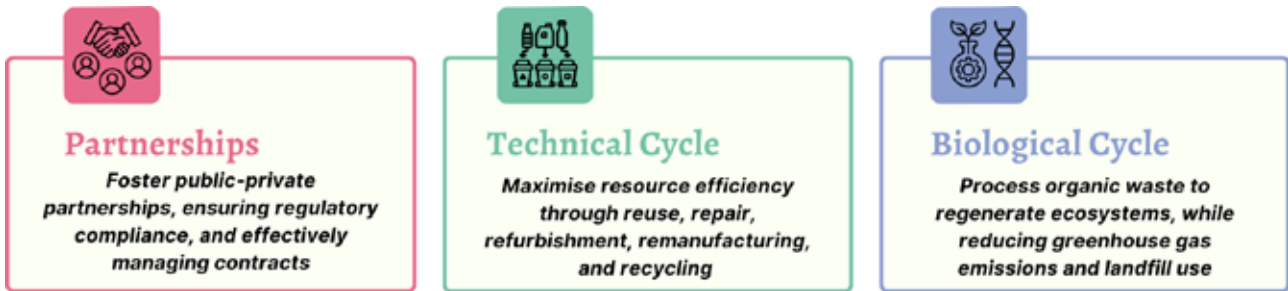 Partnerships
Foster public-private
partnerships, ensuring regulatory
compliance, and effectively
managing contracts
Technical Cycle
Maximise resource efficiency
through reuse, repair,
refurbishment, remanufacturing,
and recycling
Biological Cycle
Process organic waste to
regenerate ecosystems, while
reducing greenhouse gas
emissions and landfill use